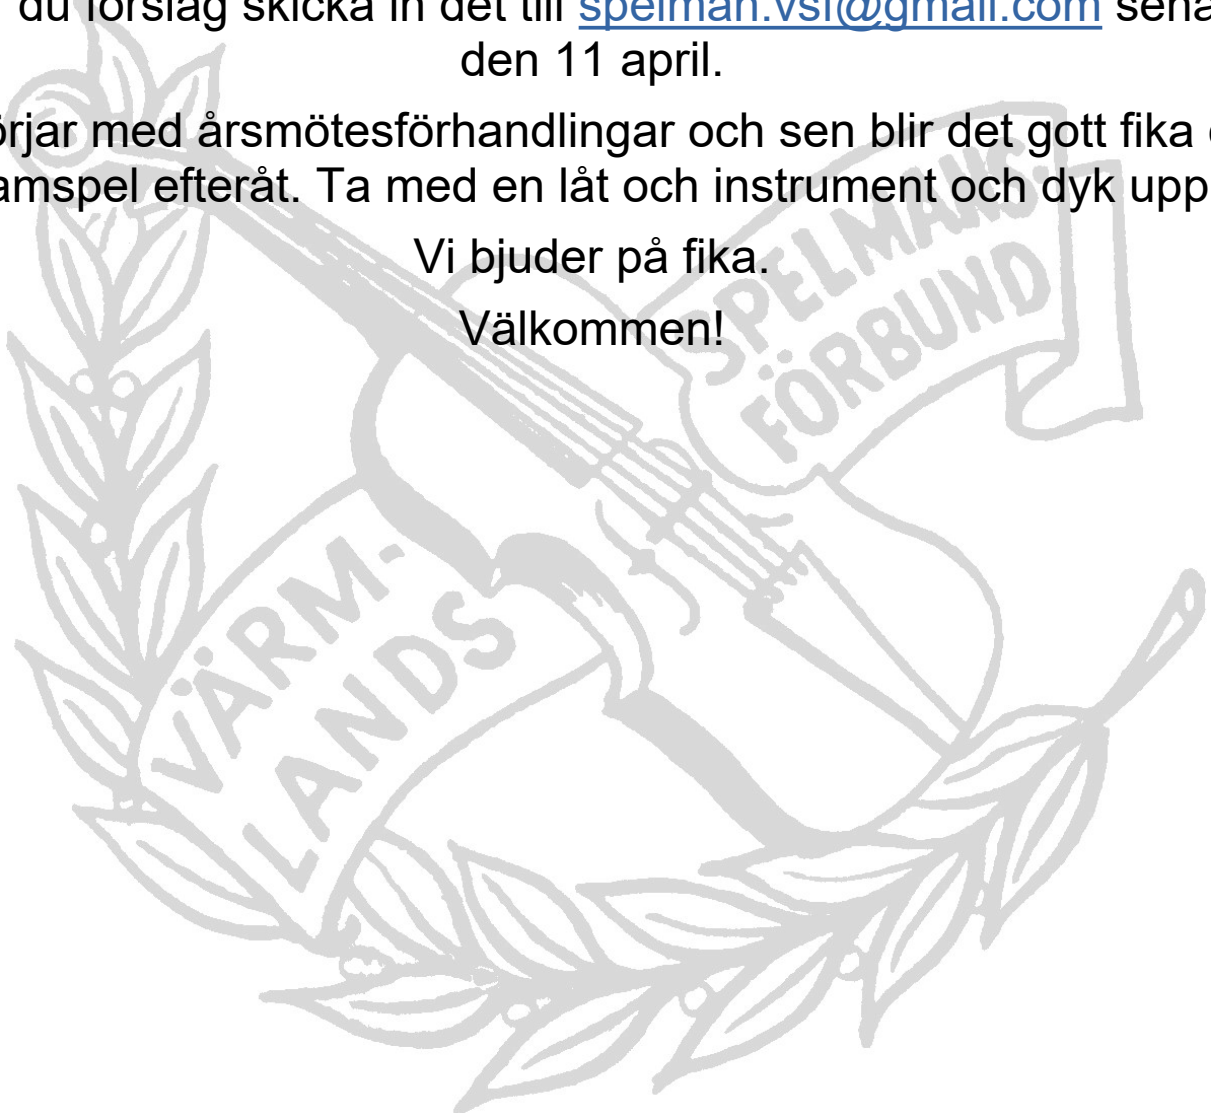 du förslag skicka in det till spelman.vsf@gmail.com sena
den 11 april.
örjar med årsmötesförhandlingar och sen blir det gott fika
amspel efteråt. Ta med en låt och instrument och dyk upp
Vi bjuder på fika.
Välkommen!
SPELMANS-
FÖRBUND
VÄRM-
LANDS